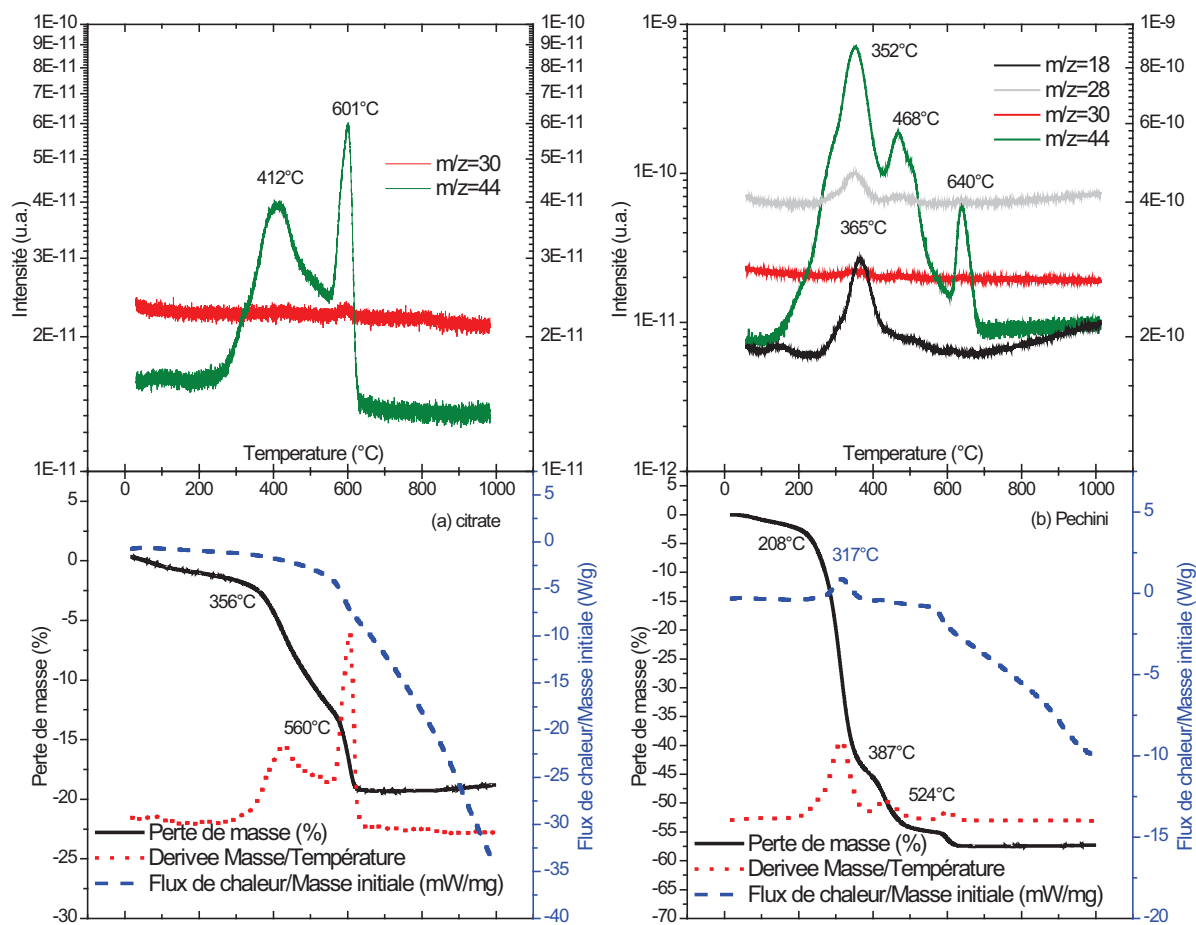 1E-10
9E-11
8E-11
7E-11
6E-11
5E-11
4E-11
3E-11
2E-11
1E-11
Intensité (u.a.)
412°C
601°C
m/z=30
m/z=44
1E-10
9E-11
8E-11
7E-11
6E-11
5E-11
4E-11
3E-11
2E-11
1E-11
Temperature (°C)
0 200 400 600 800 1000
5
0
-5
-10
-15
-20
-25
-30
Perte de masse (%)
(a) citrate
356°C
560°C
Perte de masse (%)
Derivee Masse/Température
Flux de chaleur/Masse initiale (mW/mg)
5
0
-5
-10
-15
-20
-25
-30
-35
-40
Flux de chaleur/Masse initiale (W/g)
1E-9
1E-10
1E-11
1E-12
Intensité (u.a.)
352°C
468°C
640°C
365°C
m/z=18
m/z=28
m/z=30
m/z=44
1E-9
8E-10
6E-10
4E-10
2E-10
Temperature (°C)
0 200 400 600 800 1000
5
0
-5
-10
-15
-20
-25
-30
-35
-40
-45
-50
-55
-60
-65
-70
Perte de masse (%)
(b) Pechini
208°C
317°C
387°C
524°C
Perte de masse (%)
Derivee Masse/Température
Flux de chaleur/Masse initiale (mW/mg)
5
0
-5
-10
-15
-20
Flux de chaleur/Masse initiale (W/g)